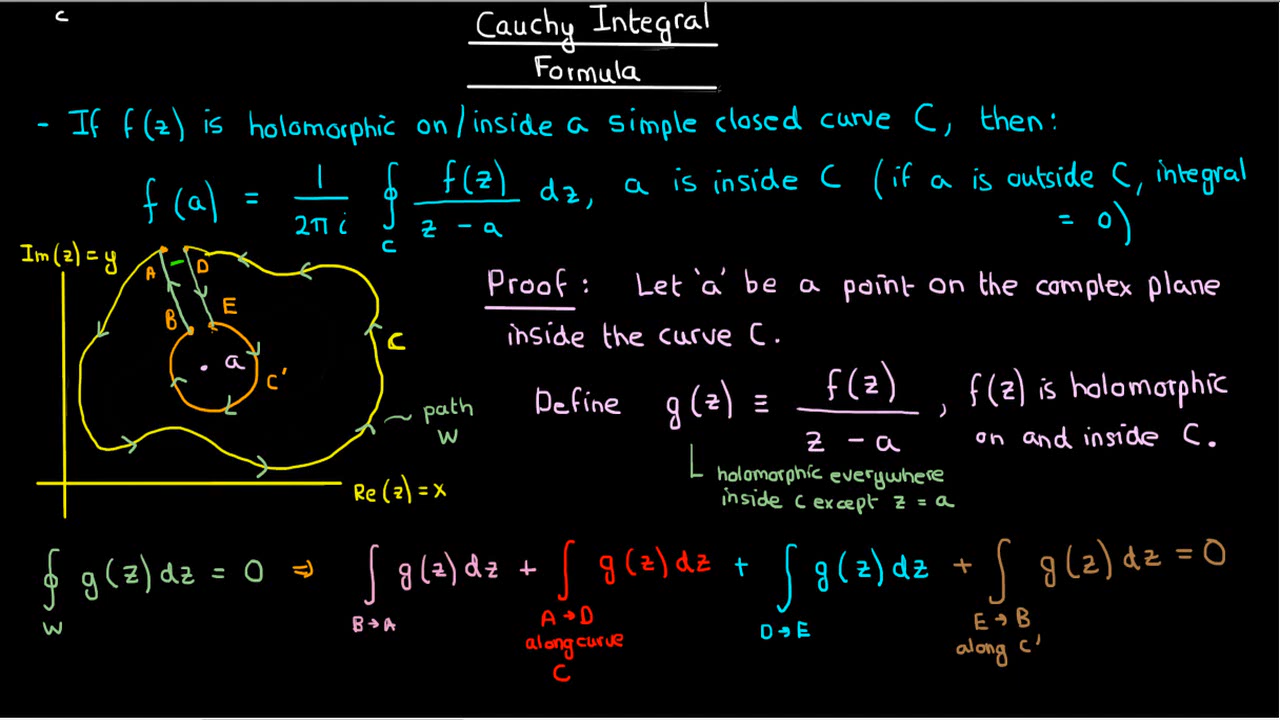 c
Cauchy Integral
Formula
- If f(z) is holomorphic on/inside a simple closed curve C, then:
f(a) = 1/(2πi) ∮_C f(z)/(z - a) dz, a is inside C (if a is outside C, integral
= 0)
Im(z) = y
A
D
B
E
a
C'
C
path
W
Re(z) = x
Proof: Let 'a' be a point on the complex plane
inside the curve C.
Define g(z) ≡ f(z)/(z - a), f(z) is holomorphic
on and inside C.
holomorphic everywhere
inside C except z = a
∮_W g(z) dz = 0 ⇒ ∫_{B→A} g(z) dz + ∫_{A→D along curve C} g(z) dz + ∫_{D→E} g(z) dz + ∫_{E→B along C'} g(z) dz = 0